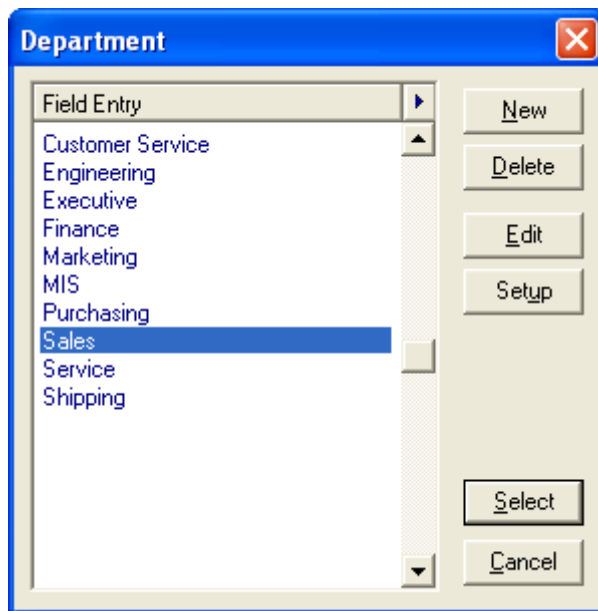 Department
Field Entry
Customer Service
Engineering
Executive
Finance
Marketing
MIS
Purchasing
Sales
Service
Shipping
New
Delete
Edit
Setup
Select
Cancel